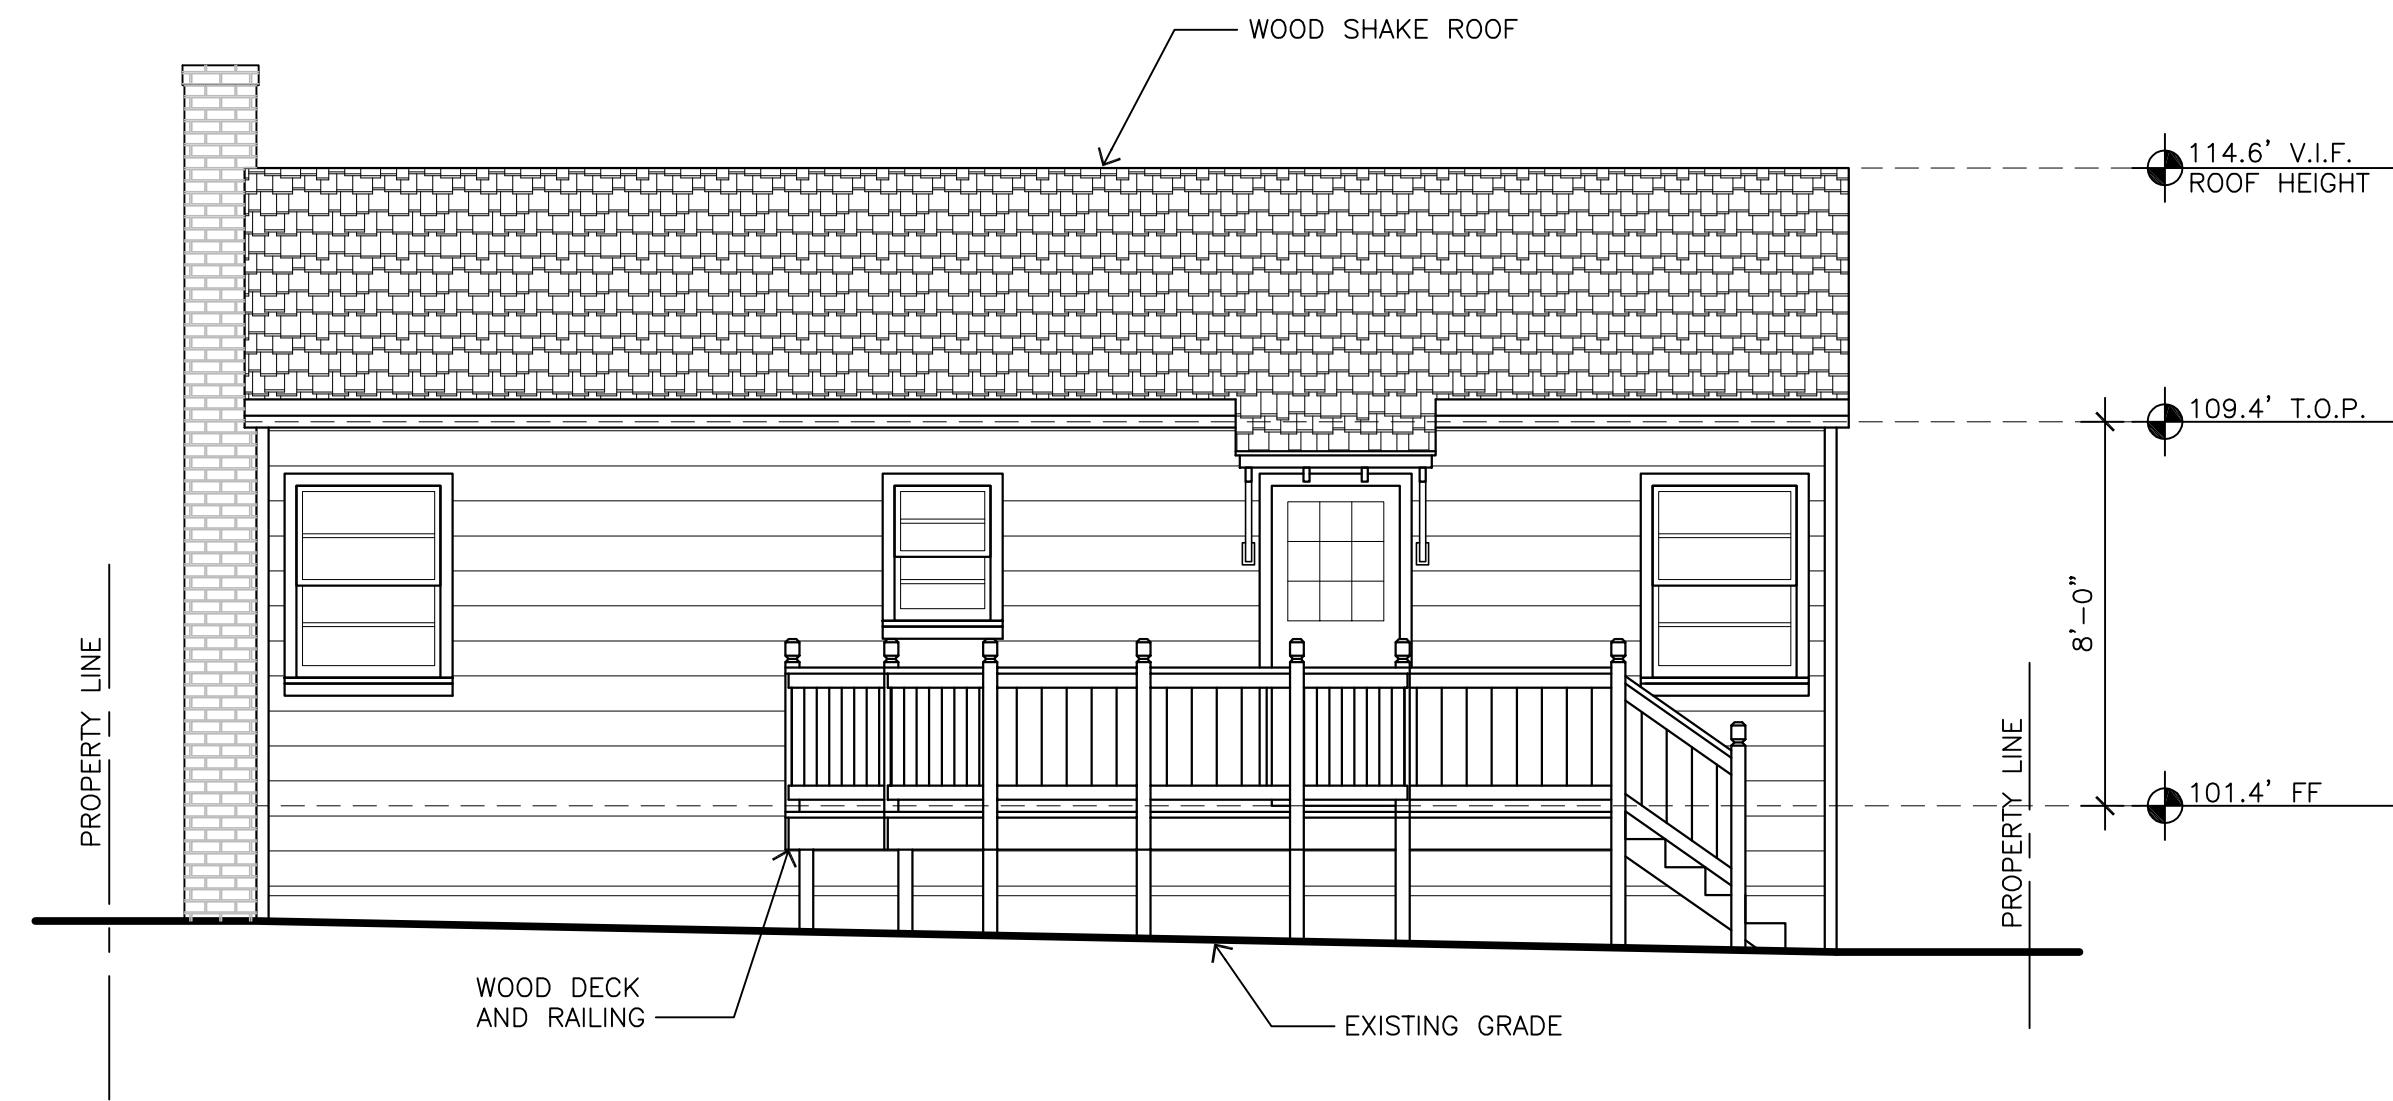 WOOD SHAKE ROOF
114.6' V.I.F.
ROOF HEIGHT
109.4' T.O.P.
8'-0"
101.4' FF
PROPERTY LINE
PROPERTY LINE
WOOD DECK
AND RAILING
EXISTING GRADE